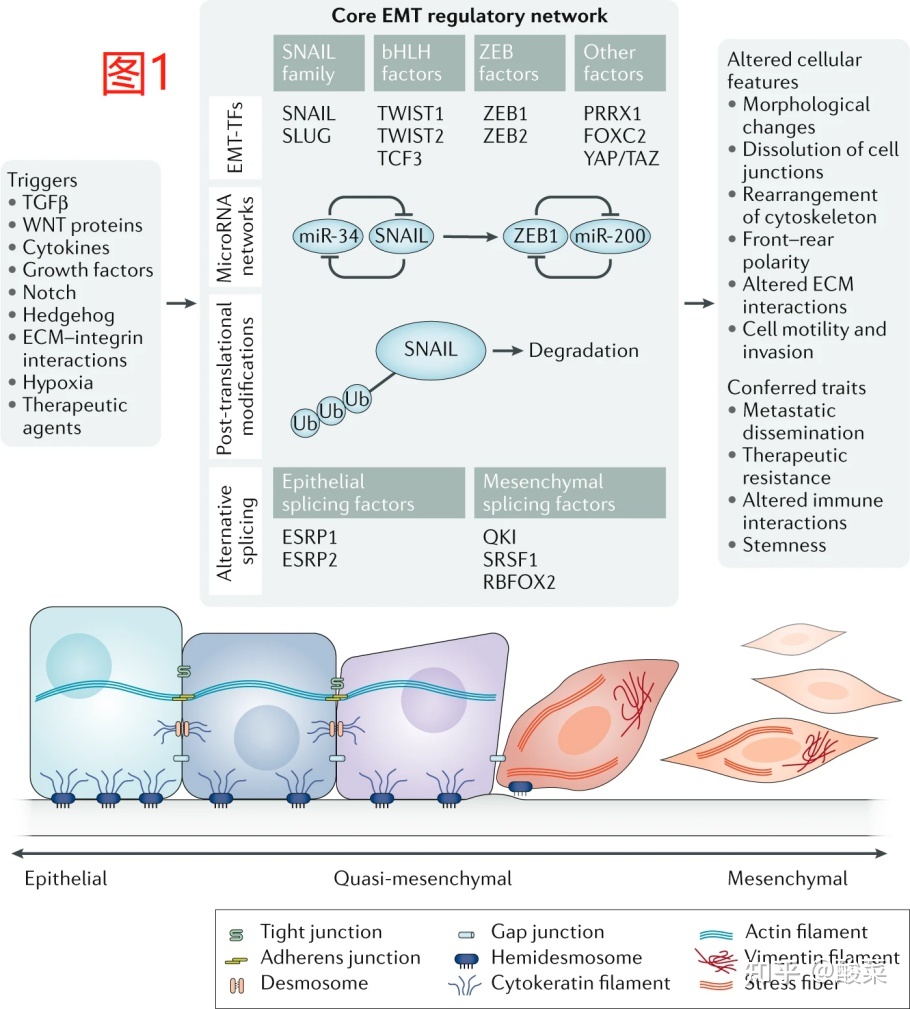 图1
Core EMT regulatory network
SNAIL
family
bHLH
factors
ZEB
factors
Other
factors
EMT-TFs
SNAIL
SLUG
TWIST1
TWIST2
TCF3
ZEB1
ZEB2
PRRX1
FOXC2
YAP/TAZ
MicroRNA
networks
miR-34
SNAIL
ZEB1
miR-200
Post-translational
modifications
SNAIL
Degradation
Ub
Ub
Ub
Alternative
splicing
Epithelial
splicing factors
Mesenchymal
splicing factors
ESRP1
ESRP2
QKI
SRSF1
RBFOX2
Triggers
• TGFβ
• WNT proteins
• Cytokines
• Growth factors
• Notch
• Hedgehog
• ECM–integrin
interactions
• Hypoxia
• Therapeutic
agents
Altered cellular
features
• Morphological
changes
• Dissolution of cell
junctions
• Rearrangement
of cytoskeleton
• Front–rear
polarity
• Altered ECM
interactions
• Cell motility and
invasion
Conferred traits
• Metastatic
dissemination
• Therapeutic
resistance
• Altered immune
interactions
• Stemness
Epithelial
Quasi-mesenchymal
Mesenchymal
Tight junction
Adherens junction
Desmosome
Gap junction
Hemidesmosome
Cytokeratin filament
Actin filament
Vimentin filament
Stress fiber
知乎 @酸菜